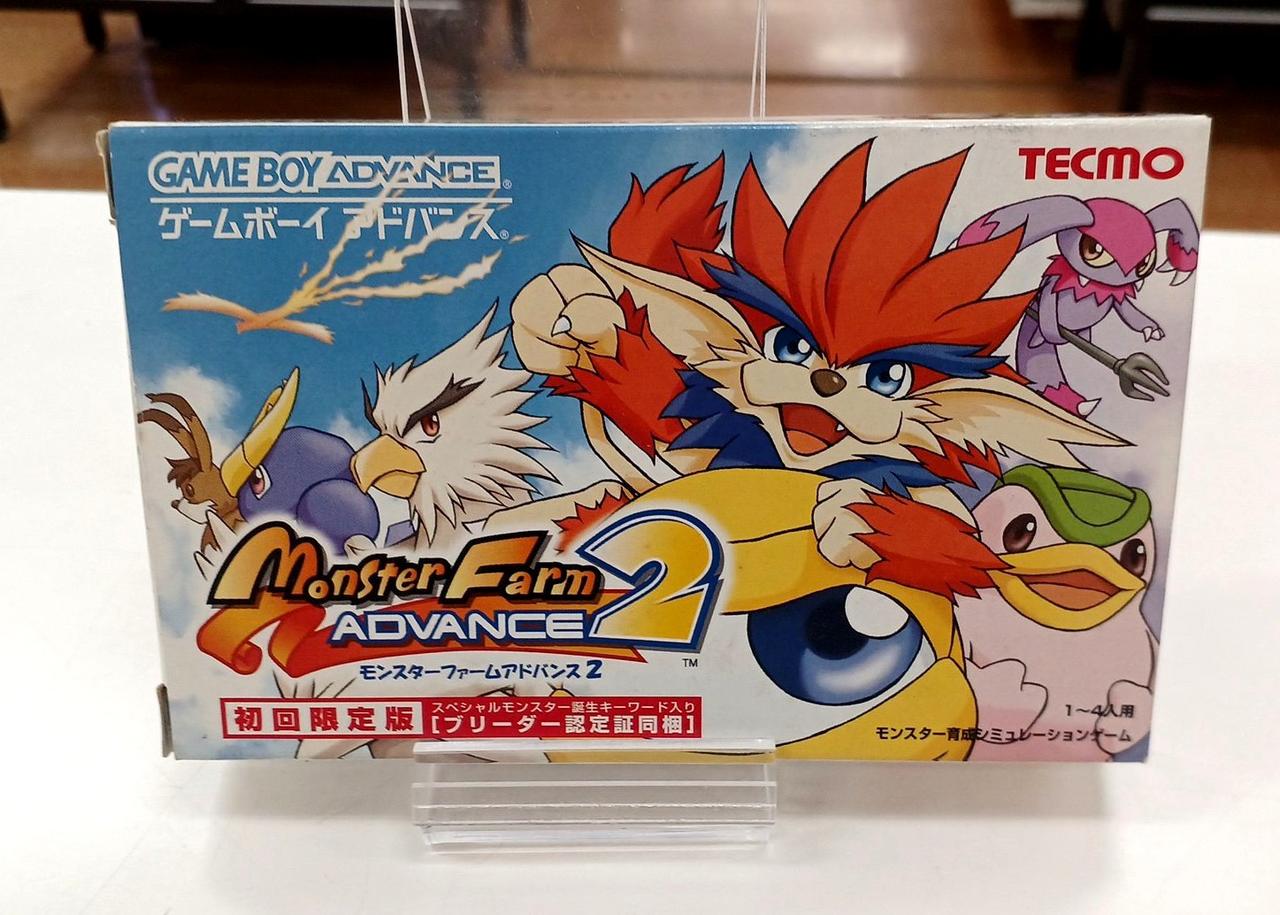 GAME BOY ADVANCE®
ゲームボーイ アドバンス®
TECMO
Monster Farm
ADVANCE 2
TM
モンスターファームアドバンス2
初回限定版
スペシャルモンスター誕生キーワード入り
[ブリーダー認定証同梱]
1〜4人用
モンスター育成シミュレーションゲーム